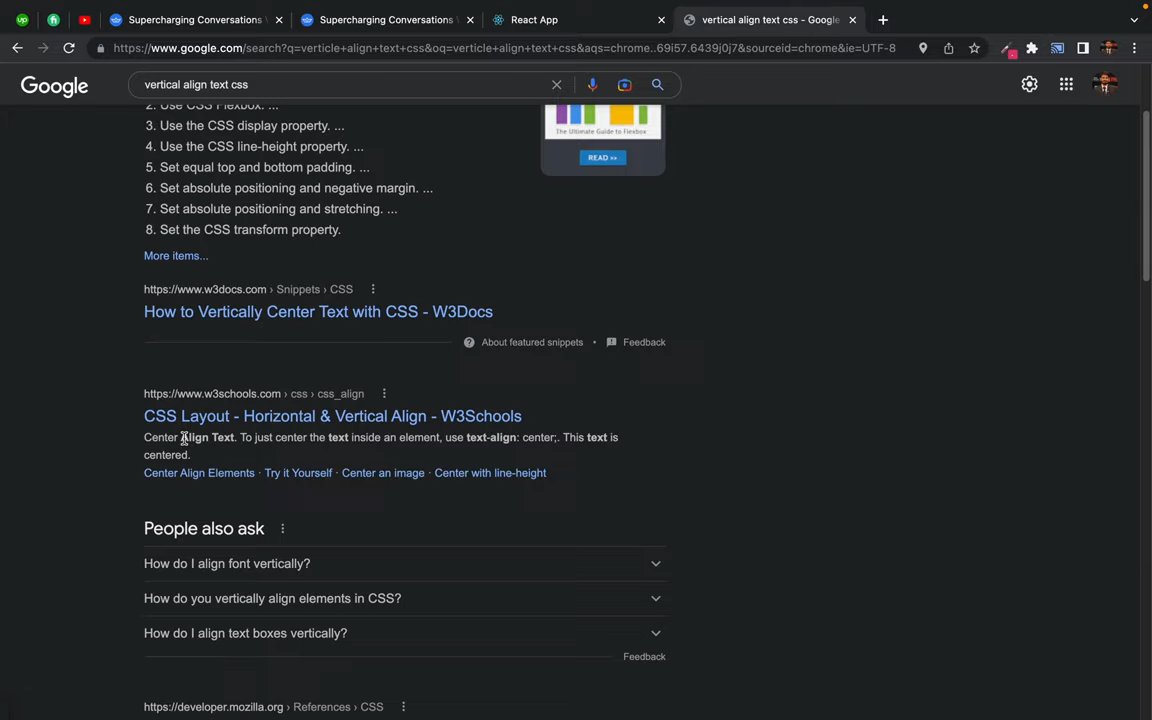 up
fi
Supercharging Conversations
Supercharging Conversations
React App
vertical align text css - Google
https://www.google.com/search?q=verticle+align+text+css&oq=verticle+align+text+css&aqs=chrome..69i57.6439j0j7&sourceid=chrome&ie=UTF-8
Google
vertical align text css
2. Use CSS Flexbox. ...
3. Use the CSS display property. ...
4. Use the CSS line-height property. ...
5. Set equal top and bottom padding. ...
6. Set absolute positioning and negative margin. ...
7. Set absolute positioning and stretching. ...
8. Set the CSS transform property.
The Ultimate Guide to Flexbox
READ >>
More items...
https://www.w3docs.com › Snippets › CSS
How to Vertically Center Text with CSS - W3Docs
About featured snippets • Feedback
https://www.w3schools.com › css › css_align
CSS Layout - Horizontal & Vertical Align - W3Schools
Center Align Text. To just center the text inside an element, use text-align: center;. This text is
centered.
Center Align Elements · Try it Yourself · Center an image · Center with line-height
People also ask
How do I align font vertically?
How do you vertically align elements in CSS?
How do I align text boxes vertically?
Feedback
https://developer.mozilla.org › References › CSS